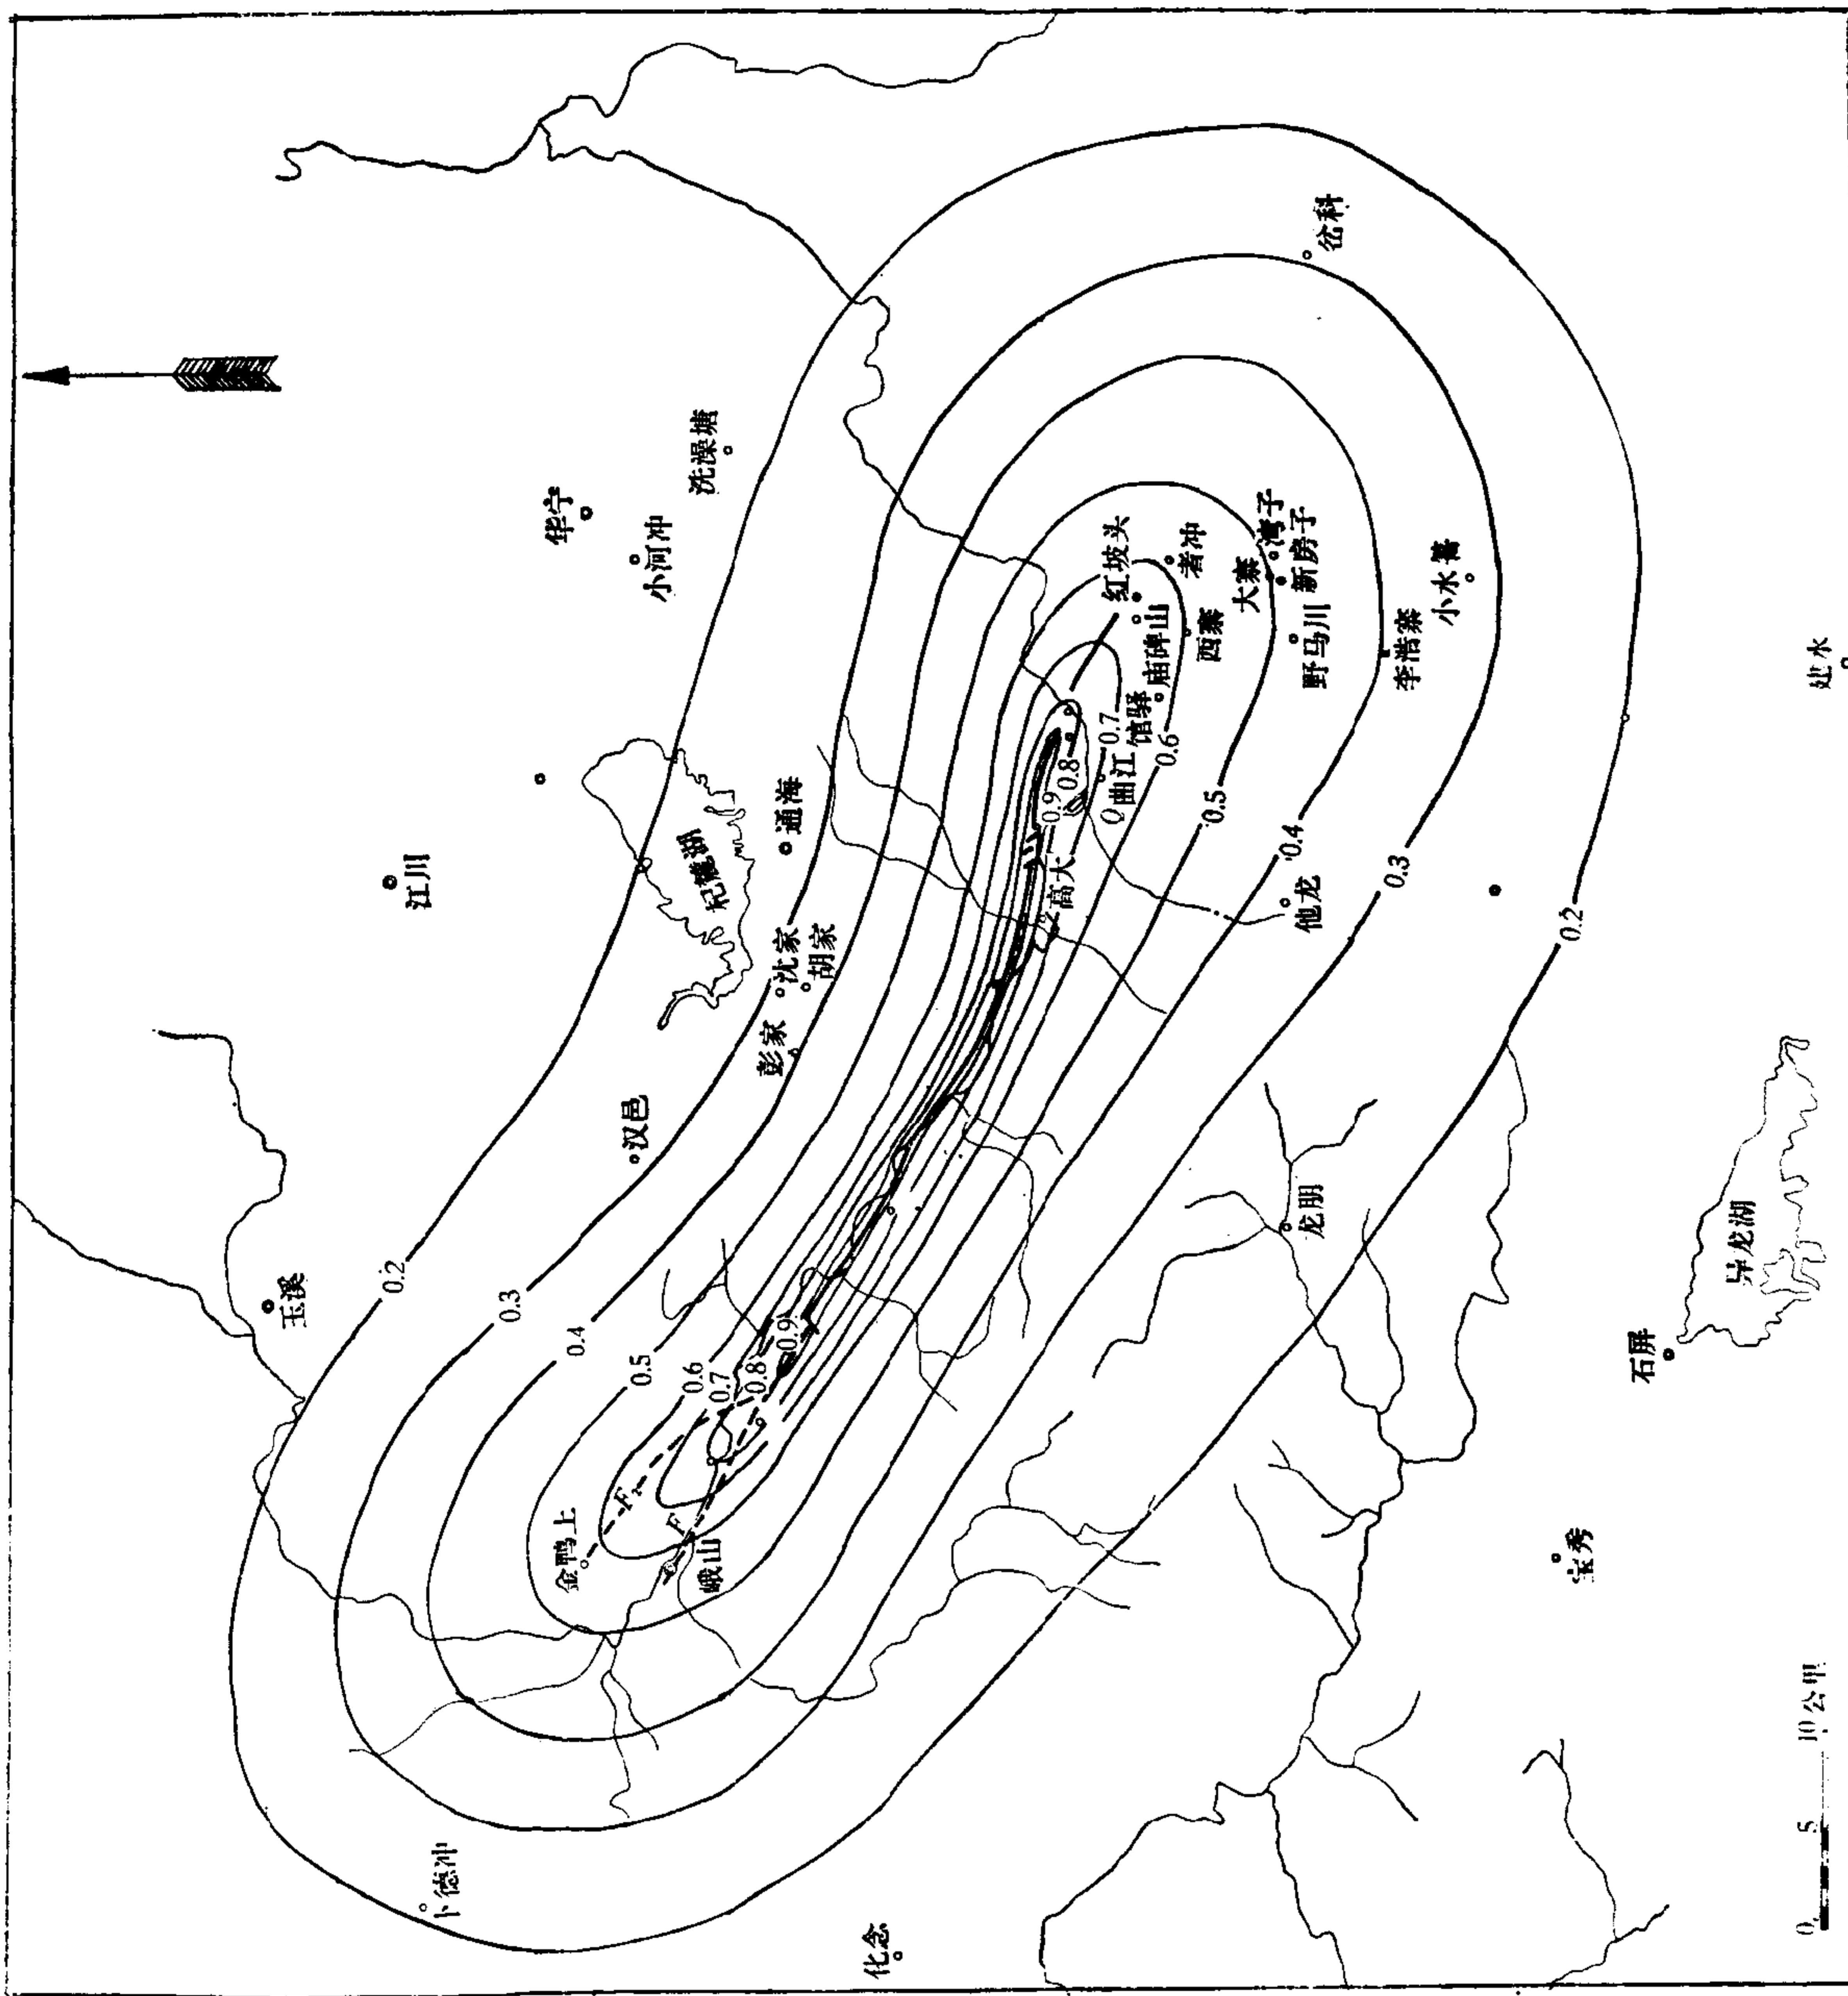 江川
玉溪
华宁
小河冲
洗澡塘
杞麓湖
通海
沈家
胡家
彭家
汉邑
岔科
红坡头
者冲
庙碑山
馆驿
西寨
大寨
湾子
新房子
野马川
李浩寨
小水箐
曲江
高大
他龙
龙朋
建水
异龙湖
石屏
宝秀
金鸭上
峨山
化念
F
F₂
0.2
0.3
0.4
0.5
0.6
0.7
0.8
0.9
0.9
0.8
0.7
0.6
0.5
0.4
0.3
0.2
0 5 10公里